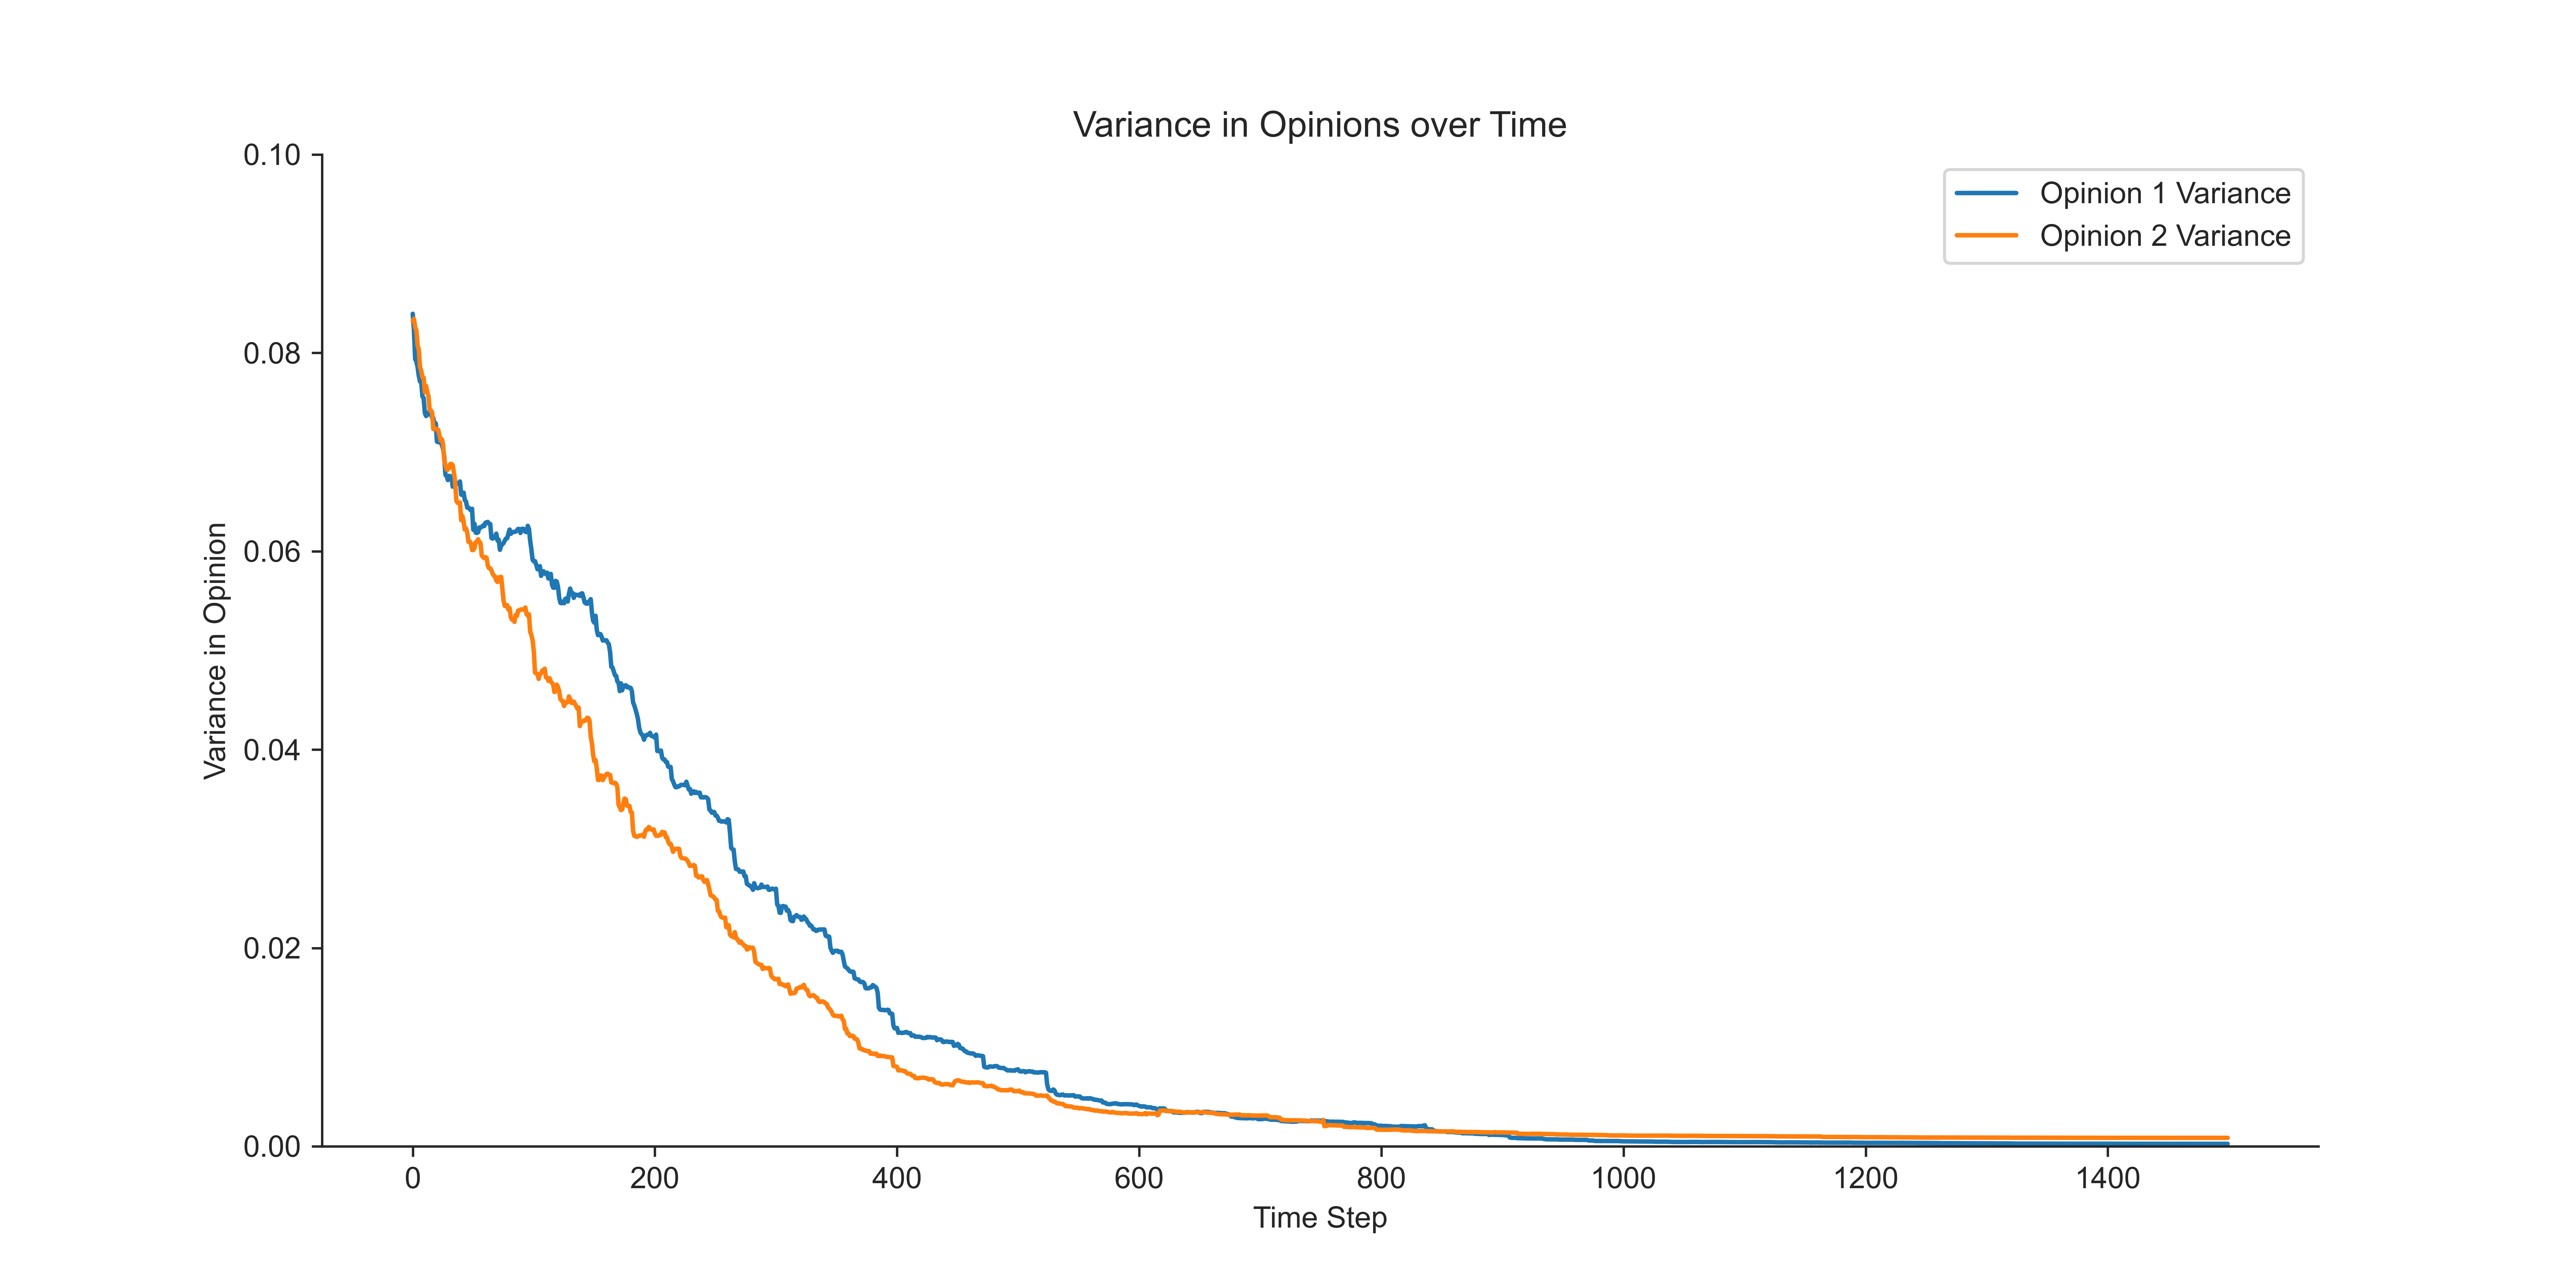 Variance in Opinions over Time
Opinion 1 Variance
Opinion 2 Variance
Variance in Opinion
0.10
0.08
0.06
0.04
0.02
0.00
0 200 400 600 800 1000 1200 1400
Time Step